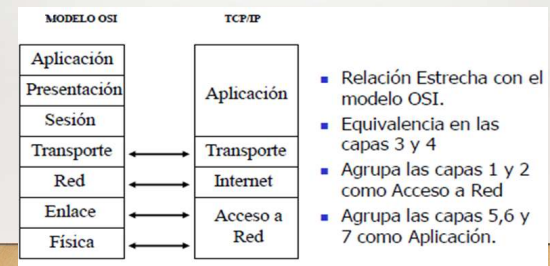 MODELO OSI
TCP/IP
Aplicación
Presentación
Sesión
Transporte
Red
Enlace
Física
Aplicación
Transporte
Internet
Acceso a
Red
Relación Estrecha con el
modelo OSI.
Equivalencia en las
capas 3 y 4
Agrupa las capas 1 y 2
como Acceso a Red
Agrupa las capas 5,6 y
7 como Aplicación.